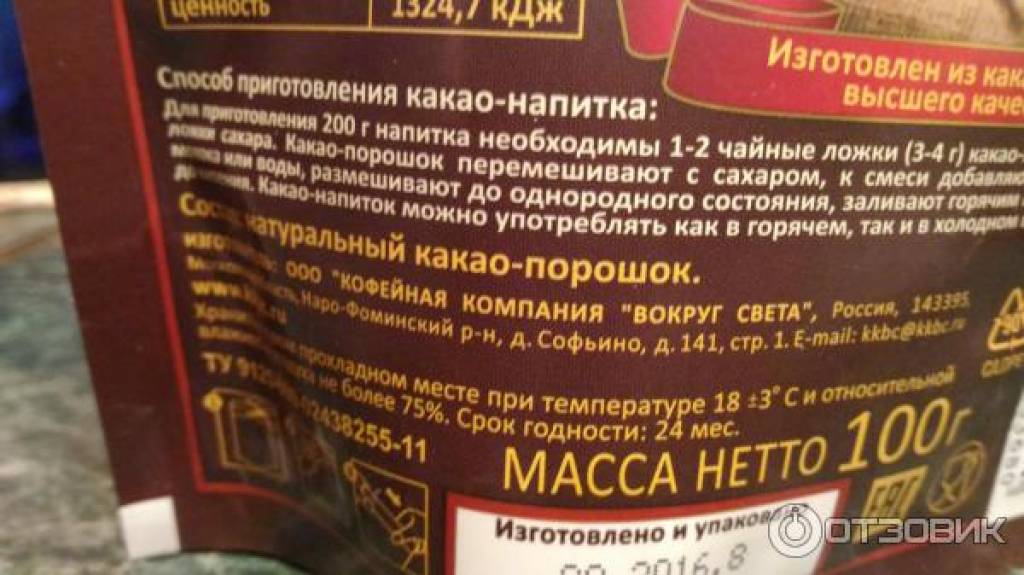 ценность
1324,7 кДж
Изготовлен из как
высшего каче
Способ приготовления какао-напитка:
Для приготовления 200 г напитка необходимы 1-2 чайные ложки (3-4 г) какао-
ложки сахара. Какао-порошок перемешивают с сахаром, к смеси добавляю
или воды, размешивают до однородного состояния, заливают горячим
Какао-напиток можно употреблять как в горячем, так и в холодном
натуральный какао-порошок.
ООО "КОФЕЙНАЯ КОМПАНИЯ "ВОКРУГ СВЕТА", Россия, 143395,
Наро-Фоминский р-н, д. Софьино, д. 141, стр. 1. E-mail: kkbc@kkbc.ru
прохладном месте при температуре 18 ±3°С и относительной
не более 75%. Срок годности: 24 мес.
ТУ
02438255-11
МАССА НЕТТО 100г
Изготовлено и упаковано
2016,8
ОТЗОВИК